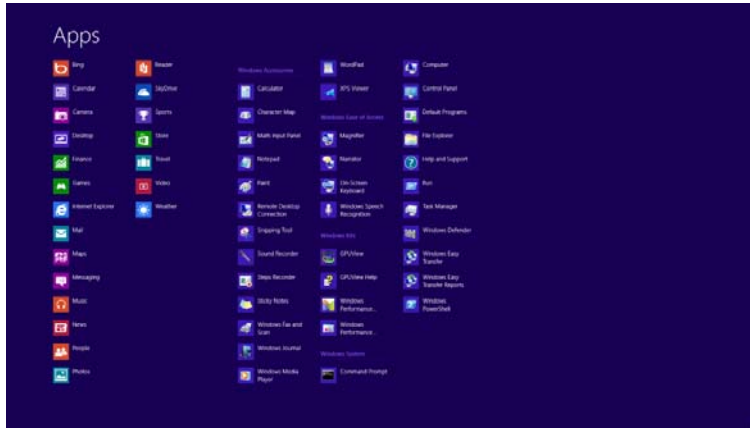 Apps
Bing
Calendar
Camera
Desktop
Finance
Games
Internet Explorer
Mail
Maps
Messaging
Music
News
People
Photos
Reader
SkyDrive
Sports
Store
Travel
Video
Weather
Windows Accessories
Calculator
Character Map
Math Input Panel
Notepad
Paint
Remote Desktop
Connection
Snipping Tool
Sound Recorder
Steps Recorder
Sticky Notes
Windows Fax and
Scan
Windows Journal
Windows Media
Player
WordPad
XPS Viewer
Windows Ease of Access
Magnifier
Narrator
On-Screen
Keyboard
Windows Speech
Recognition
Windows Kits
GPUView
GPUView Help
Windows
Performance...
Windows
Performance...
Windows System
Command Prompt
Computer
Control Panel
Default Programs
File Explorer
Help and Support
Run
Task Manager
Windows Defender
Windows Easy
Transfer
Windows Easy
Transfer Reports
Windows
PowerShell